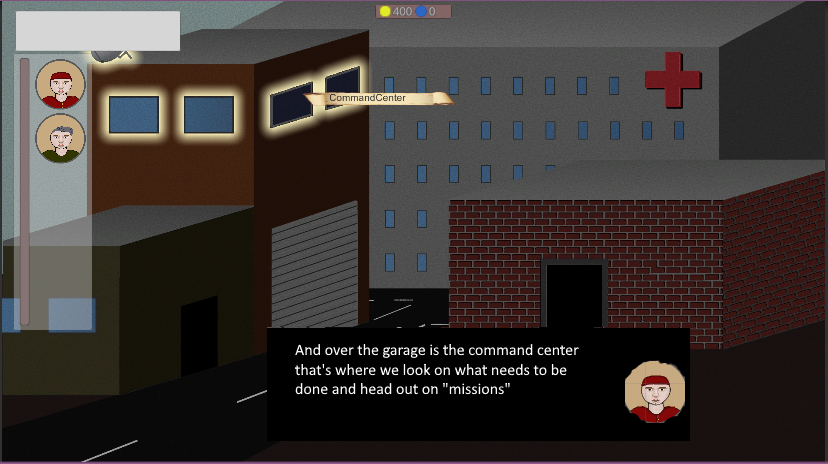 400 0
CommandCenter
And over the garage is the command center
that's where we look on what needs to be
done and head out on "missions"